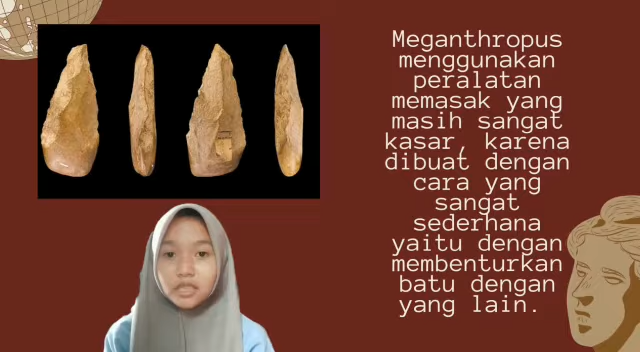 Meganthropus
menggunakan
peralatan
memasak yang
masih sangat
kasar, karena
dibuat dengan
cara yang
sangat
sederhana
yaitu dengan
membenturkan
batu dengan
yang lain.